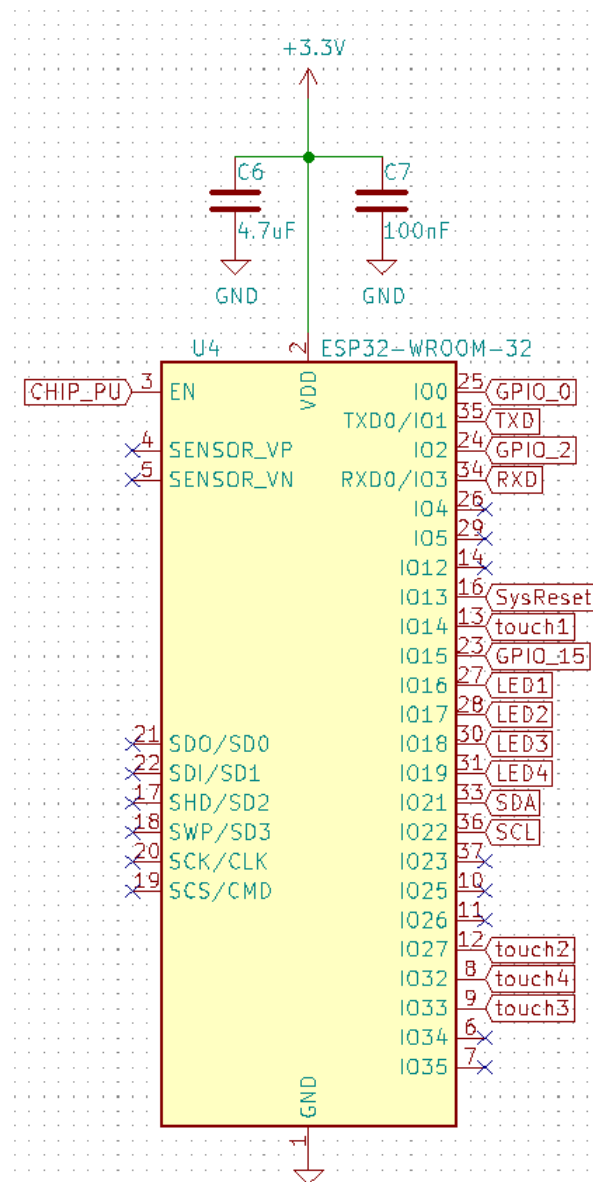 +3.3V
C6 C7
4.7uF 100nF
GND GND
U4 2 ESP32-WROOM-32
VDD
CHIP_PU 3 EN IO0 25 GPIO_0
TXD0/IO1 35 TXD
4 SENSOR_VP IO2 24 GPIO_2
5 SENSOR_VN RXD0/IO3 34 RXD
IO4 26
IO5 29
IO12 14
IO13 16 SysReset
IO14 13 touch1
IO15 23 GPIO_15
IO16 27 LED1
IO17 28 LED2
21 SDO/SD0 IO18 30 LED3
22 SDI/SD1 IO19 31 LED4
17 SHD/SD2 IO21 33 SDA
18 SWP/SD3 IO22 36 SCL
20 SCK/CLK IO23 37
19 SCS/CMD IO25 10
IO26 11
IO27 12 touch2
IO32 8 touch4
IO33 9 touch3
IO34 6
IO35 7
GND
1